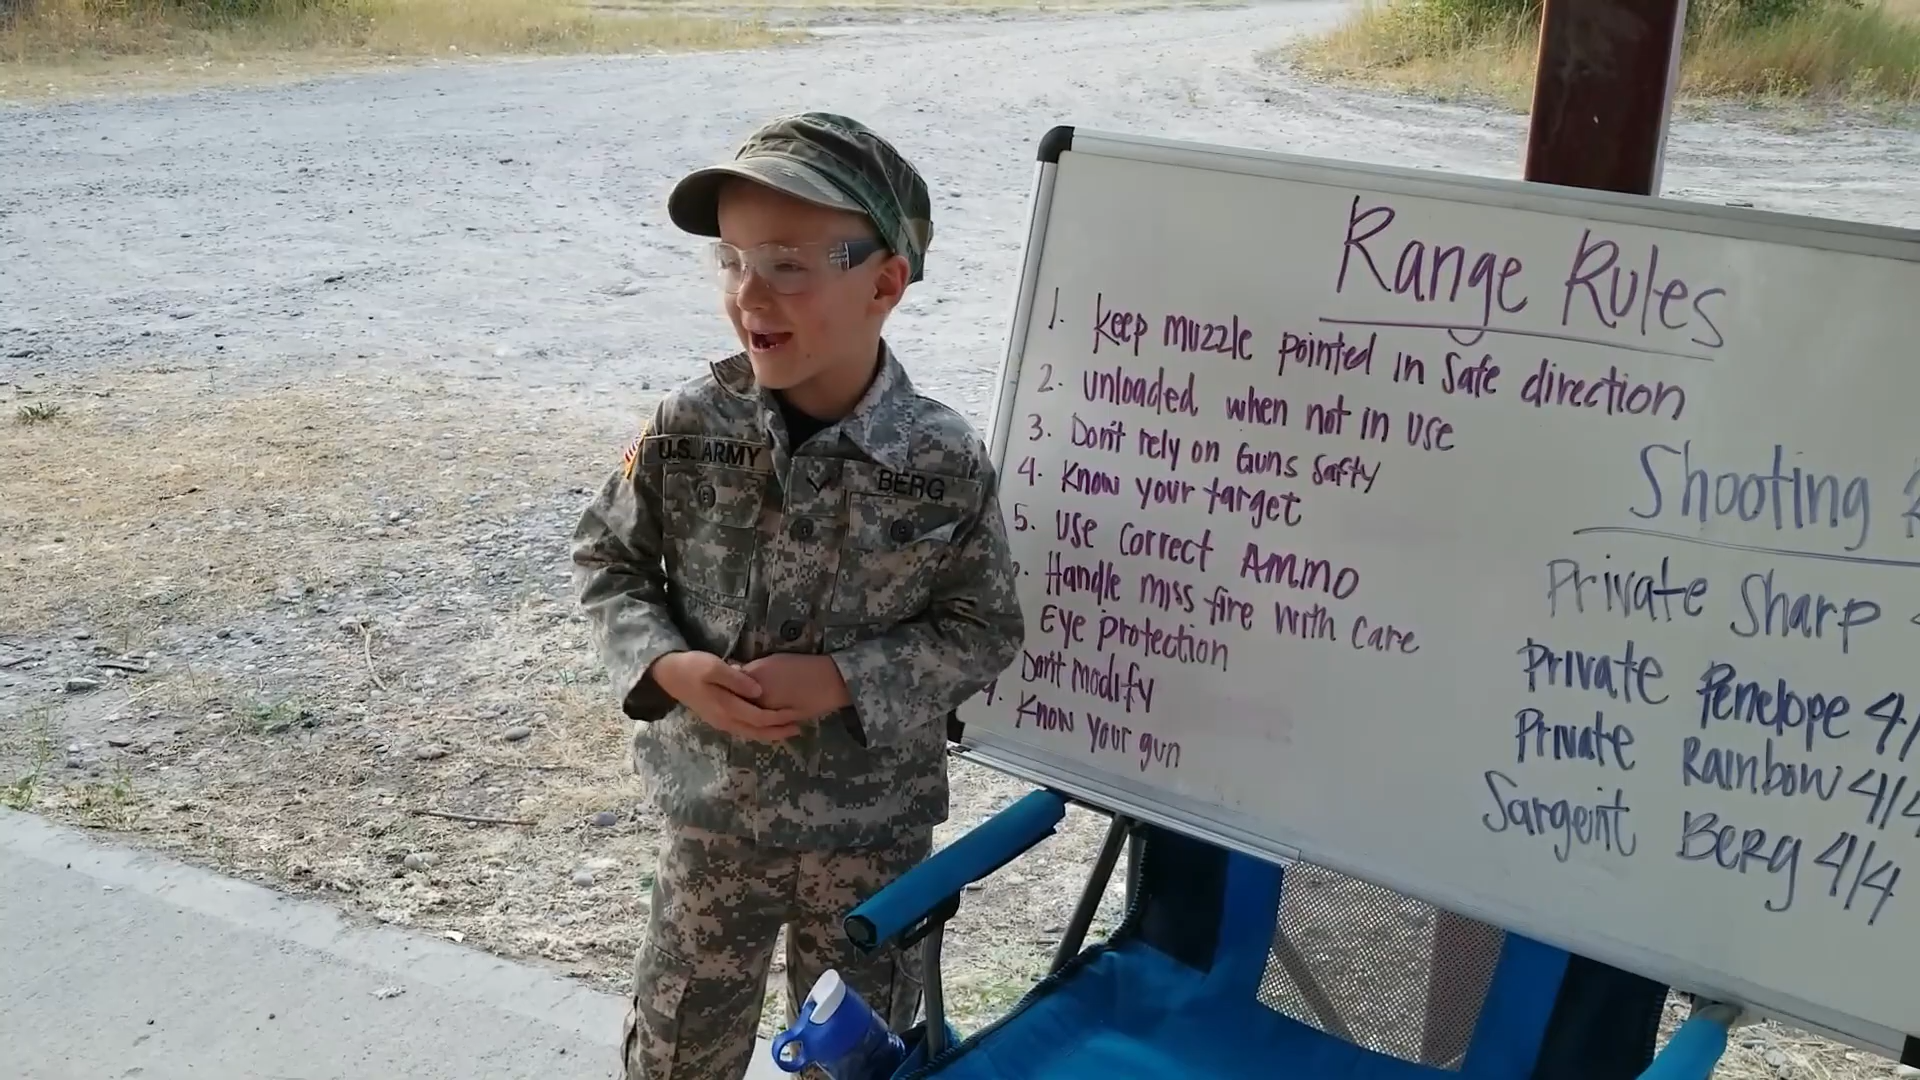 U.S. ARMY
BERG
Range Rules
1. keep muzzle pointed in safe direction
2. unloaded when not in use
3. Don't rely on Guns Safty
4. Know your target
5. Use Correct Ammo
Handle miss fire with care
Eye protection
Don't modify
9. Know your gun
Shooting
Private Sharp
Private Penelope 4/
Private Rainbow 4/4
Sargeint Berg 4/4